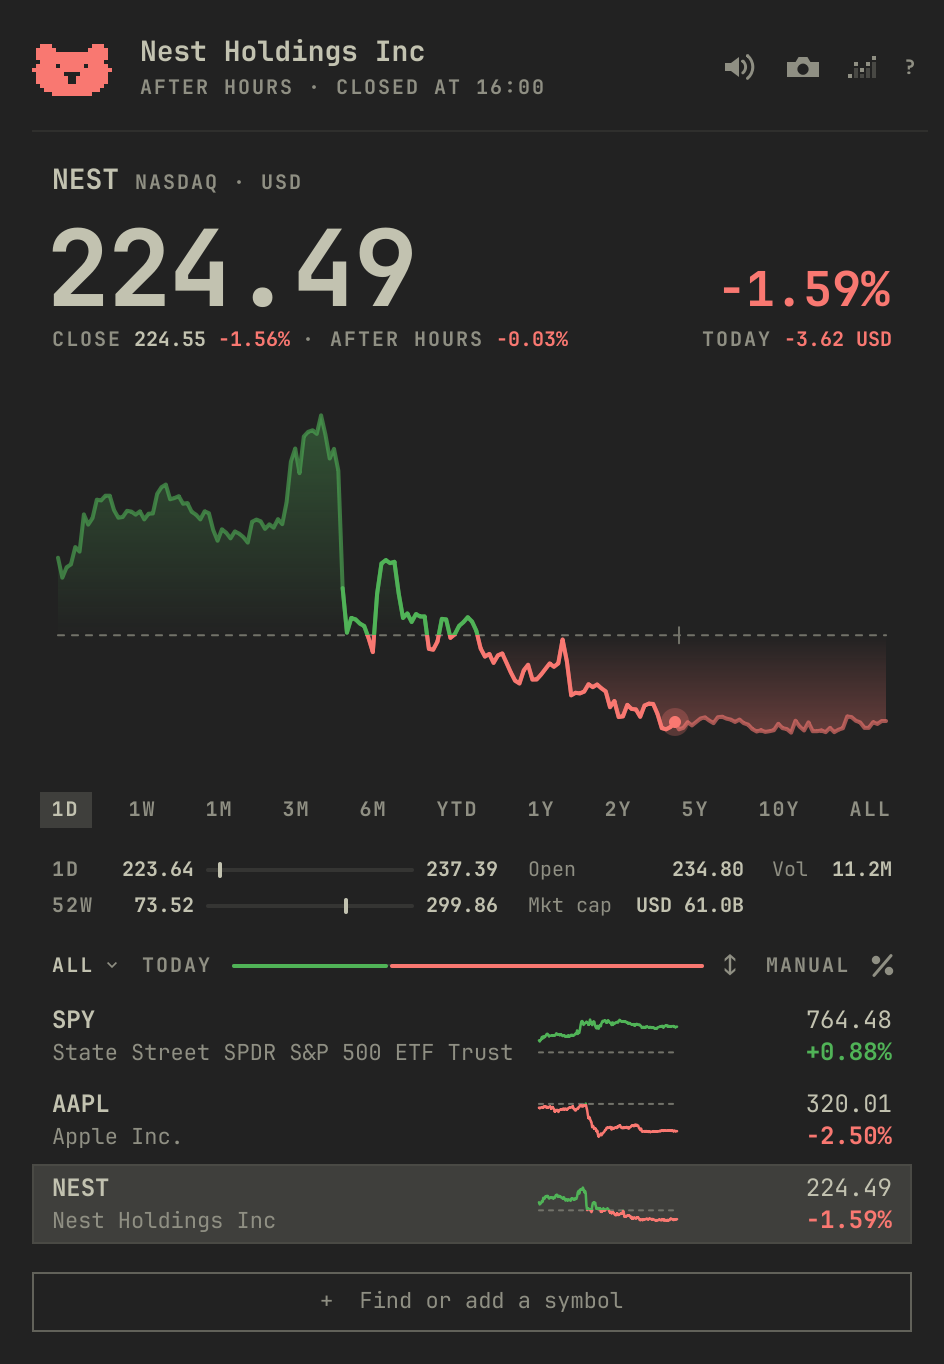 Nest Holdings Inc
AFTER HOURS · CLOSED AT 16:00
?
NEST NASDAQ · USD
224.49
-1.59%
CLOSE 224.55 -1.56% · AFTER HOURS -0.03%
TODAY -3.62 USD
1D 1W 1M 3M 6M YTD 1Y 2Y 5Y 10Y ALL
1D 223.64 237.39 Open 234.80 Vol 11.2M
52W 73.52 299.86 Mkt cap USD 61.0B
ALL TODAY MANUAL %
SPY 764.48
State Street SPDR S&P 500 ETF Trust +0.88%
AAPL 320.01
Apple Inc. -2.50%
NEST 224.49
Nest Holdings Inc -1.59%
+ Find or add a symbol